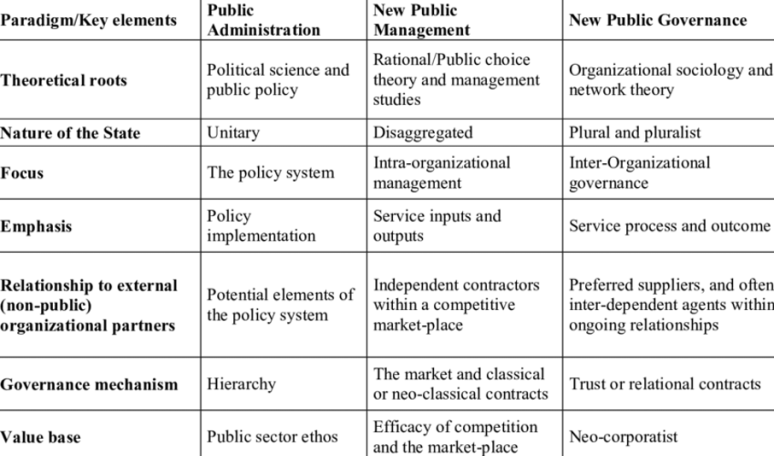 Paradigm/Key elements
Public
Administration
New Public
Management
New Public Governance
Theoretical roots
Political science and
public policy
Rational/Public choice
theory and management
studies
Organizational sociology and
network theory
Nature of the State
Unitary
Disaggregated
Plural and pluralist
Focus
The policy system
Intra-organizational
management
Inter-Organizational
governance
Emphasis
Policy
implementation
Service inputs and
outputs
Service process and outcome
Relationship to external
(non-public)
organizational partners
Potential elements of
the policy system
Independent contractors
within a competitive
market-place
Preferred suppliers, and often
inter-dependent agents within
ongoing relationships
Governance mechanism
Hierarchy
The market and classical
or neo-classical contracts
Trust or relational contracts
Value base
Public sector ethos
Efficacy of competition
and the market-place
Neo-corporatist